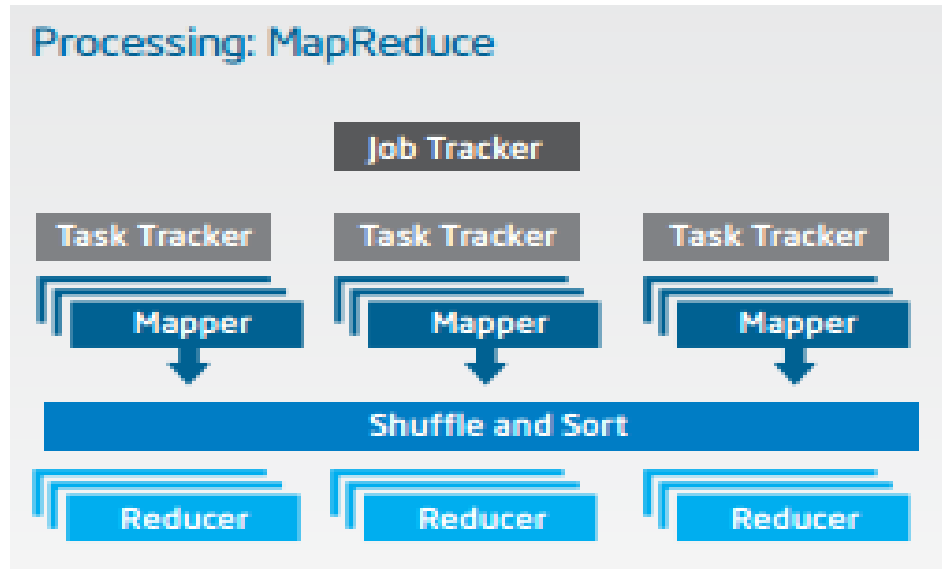 Processing: MapReduce
Job Tracker
Task Tracker Task Tracker Task Tracker
Mapper Mapper Mapper
Shuffle and Sort
Reducer Reducer Reducer